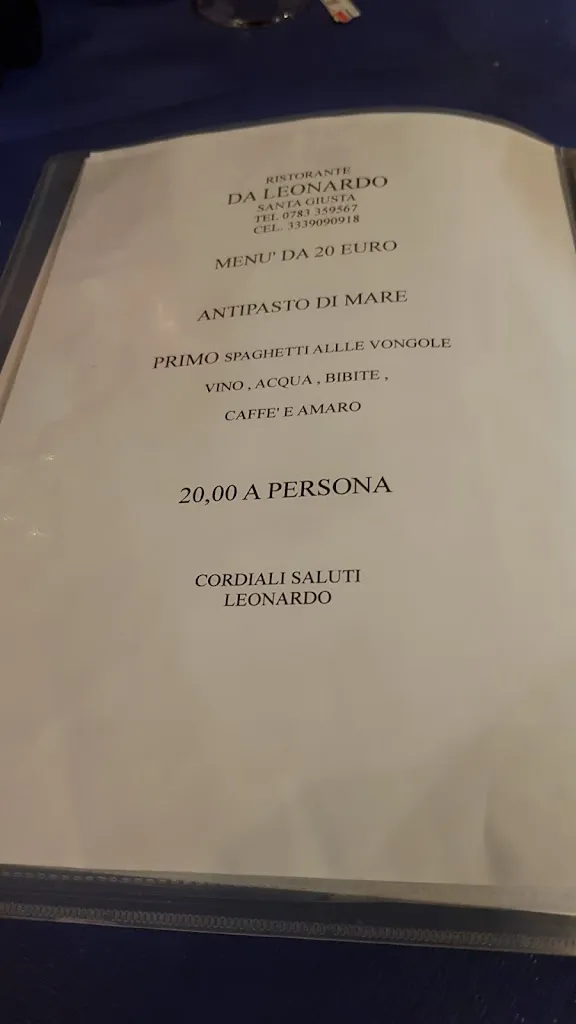 RISTORANTE
DA LEONARDO
SANTA GIUSTA
TEL 0783 359567
CEL. 3339090918
MENU' DA 20 EURO
ANTIPASTO DI MARE
PRIMO SPAGHETTI ALLLE VONGOLE
VINO , ACQUA , BIBITE ,
CAFFE' E AMARO
20,00 A PERSONA
CORDIALI SALUTI
LEONARDO